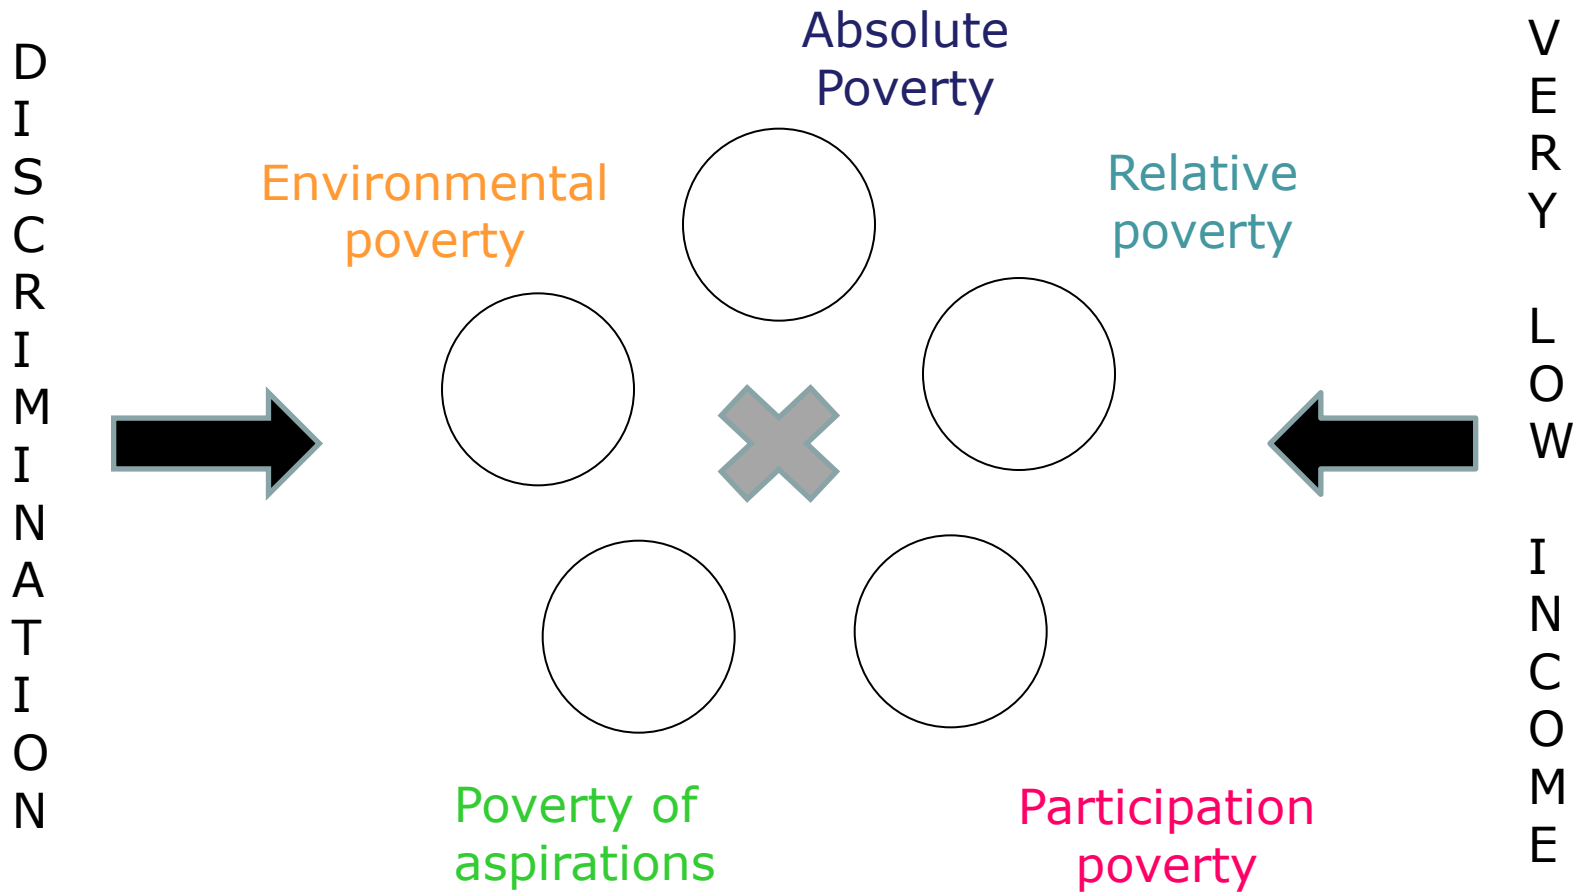 DISCRIMINATION
Absolute
Poverty
Environmental
poverty
Relative
poverty
Poverty of
aspirations
Participation
poverty
VERY LOW INCOME